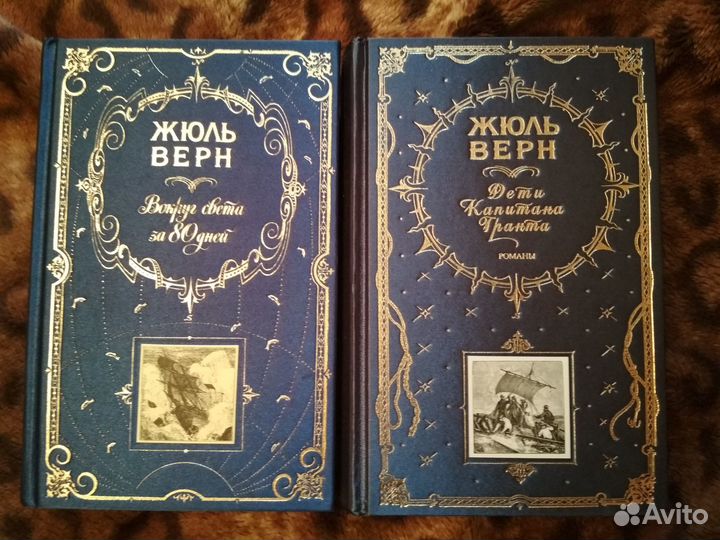 ЖЮЛЬ
ВЕРН
Вокруг света
за 80 дней
ЖЮЛЬ
ВЕРН
Дети
Капитана
Гранта
РОМАНЫ
Avito